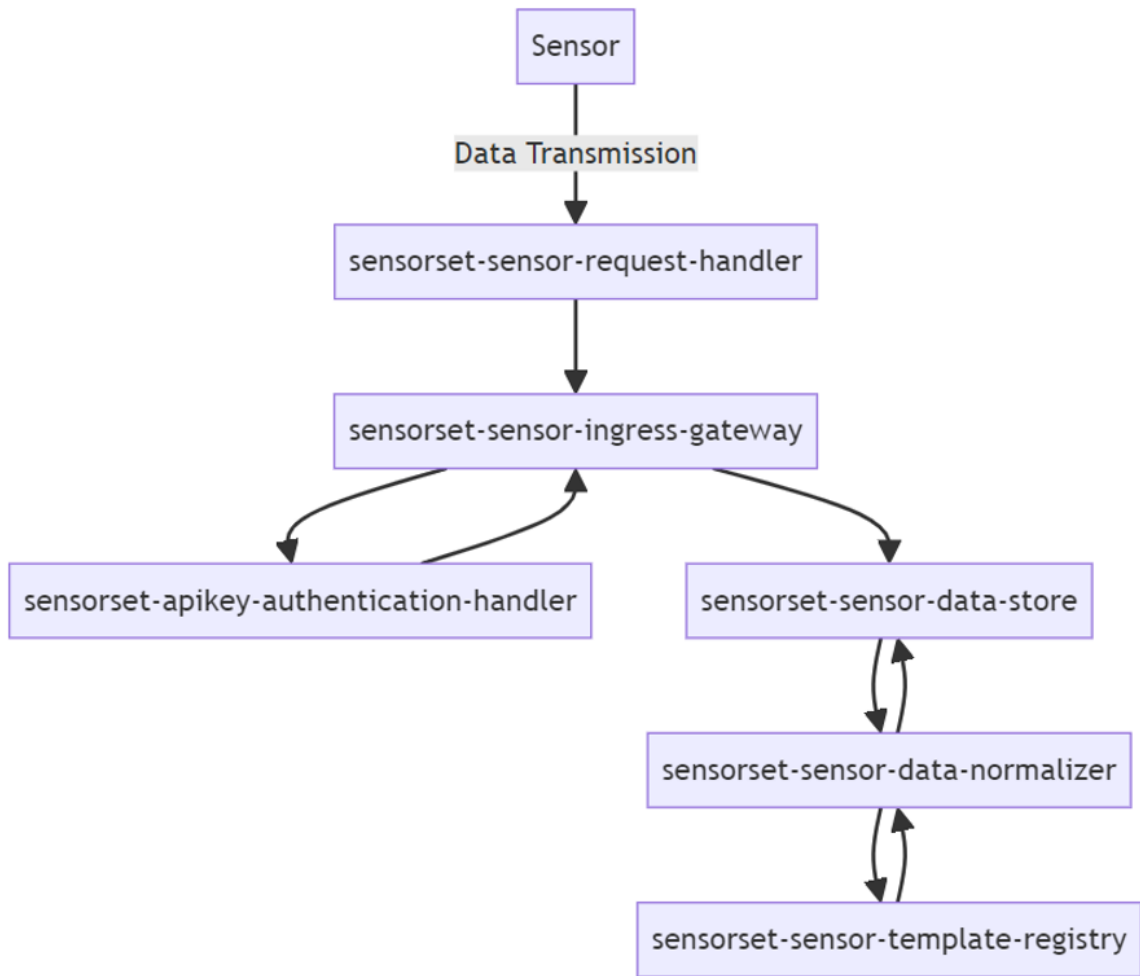 Sensor
Data Transmission
sensorset-sensor-request-handler
sensorset-sensor-ingress-gateway
sensorset-apikey-authentication-handler
sensorset-sensor-data-store
sensorset-sensor-data-normalizer
sensorset-sensor-template-registry